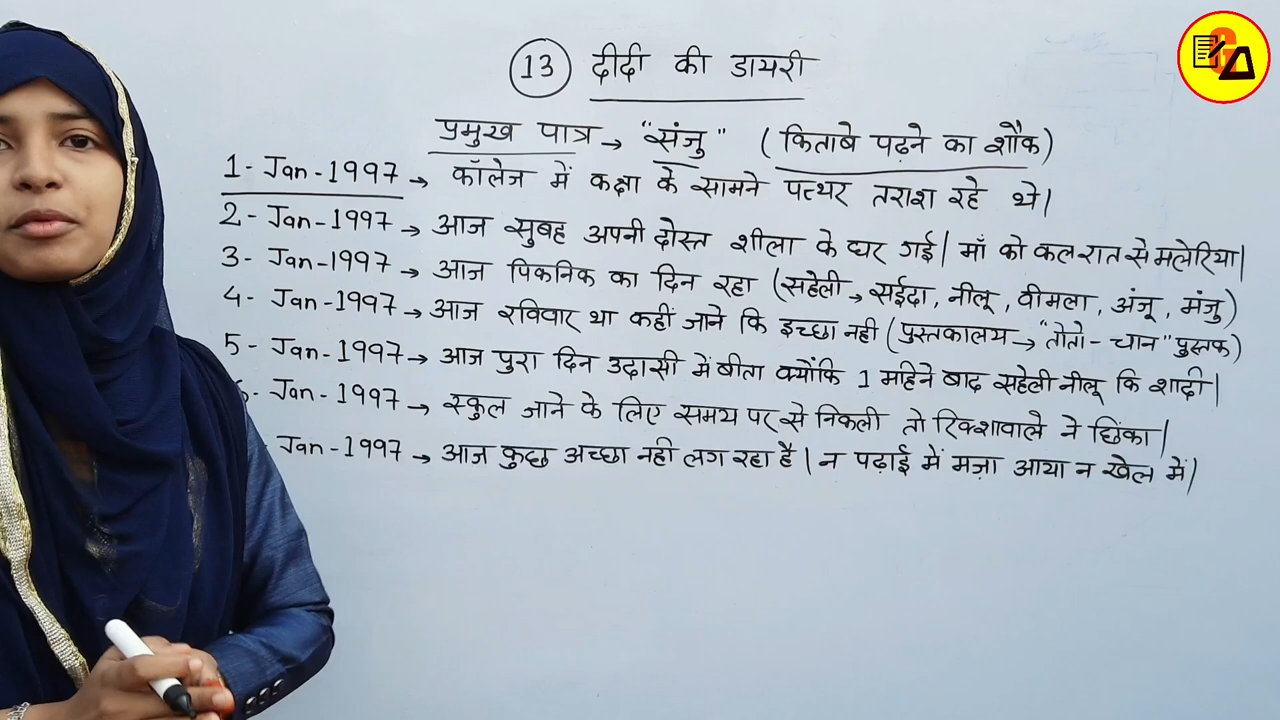 13 दीदी की डायरी
प्रमुख पात्र → "संजु" (किताबे पढ़ने का शौक)
1- Jan-1997 → कॉलेज में कक्षा के सामने पत्थर तराश रहे थे।
2- Jan-1997 → आज सुबह अपनी दोस्त शीला के घर गई। माँ को कल रात से मलेरिया।
3- Jan-1997 → आज पिकनिक का दिन रहा (सहेली → सईदा, नीलू, वीमला, अंजू, मंजु)
4- Jan-1997 → आज रविवार था कहीं जाने कि इच्छा नही (पुस्तकालय → "तोतो-चान" पुस्तक)
5- Jan-1997 → आज पुरा दिन उदासी में बीता क्योंकि 1 महिने बाद सहेली नीलू कि शादी।
6- Jan-1997 → स्कुल जाने के लिए समय पर से निकली तो रिक्शावाले ने छिंका।
Jan-1997 → आज कुछ अच्छा नही लग रहा है। न पढ़ाई में मज़ा आया न खेल में।